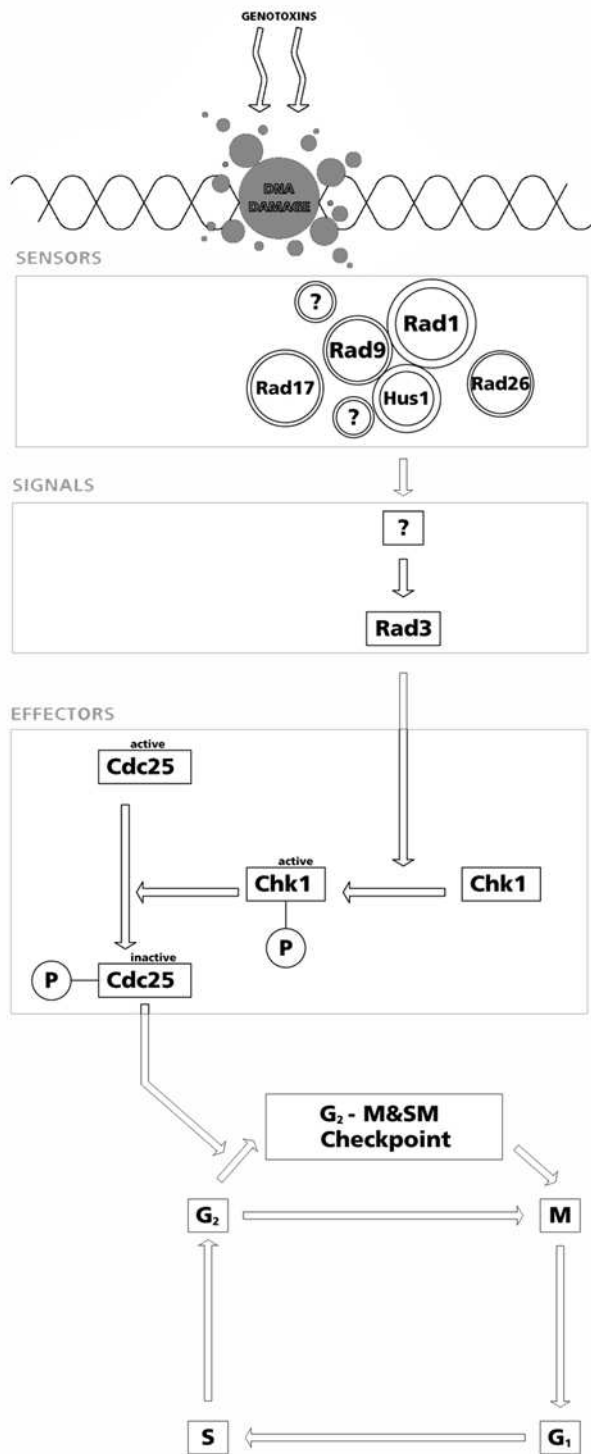 GENOTOXINS
DNA
DAMAGE
SENSORS
?
Rad1
Rad9
Rad17
Rad26
Hus1
?
SIGNALS
?
Rad3
EFFECTORS
active
Cdc25
active
Chk1
Chk1
P
inactive
P
Cdc25
G₂ - M&SM
Checkpoint
G₂
M
S
G₁